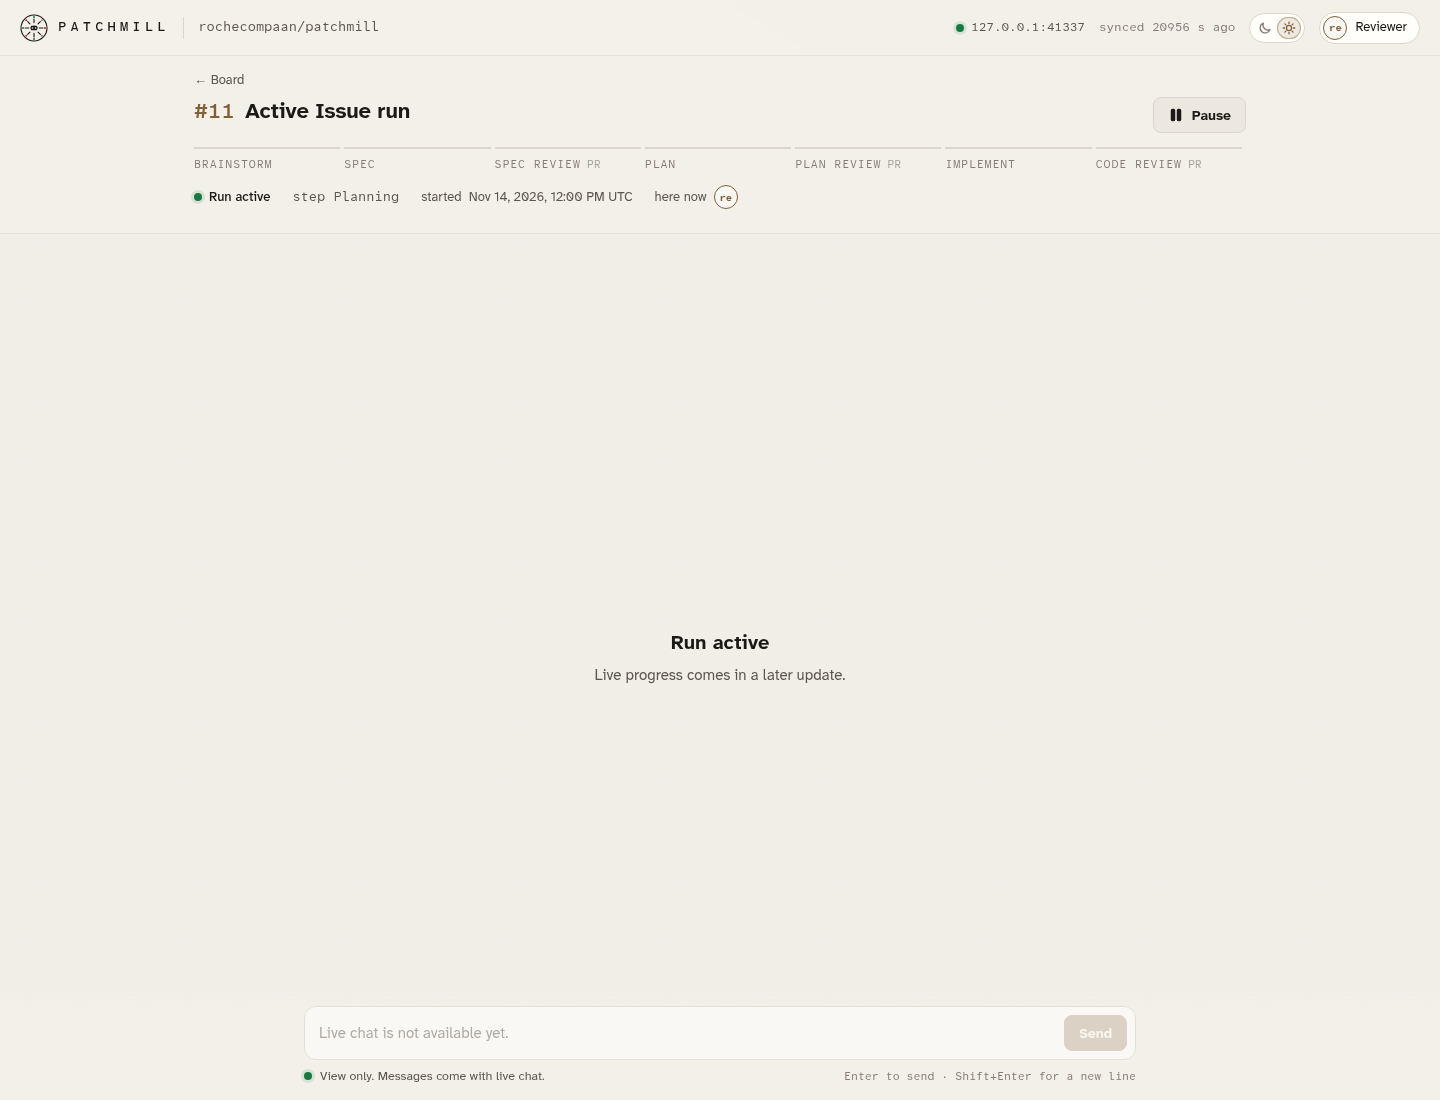 PATCHMILL
rochecompaan/patchmill
127.0.0.1:41337
synced 20956 s ago
re
Reviewer
← Board
#11 Active Issue run
Pause
BRAINSTORM
SPEC
SPEC REVIEW PR
PLAN
PLAN REVIEW PR
IMPLEMENT
CODE REVIEW PR
Run active
step Planning
started Nov 14, 2026, 12:00 PM UTC
here now
re
Run active
Live progress comes in a later update.
Live chat is not available yet.
Send
View only. Messages come with live chat.
Enter to send · Shift+Enter for a new line